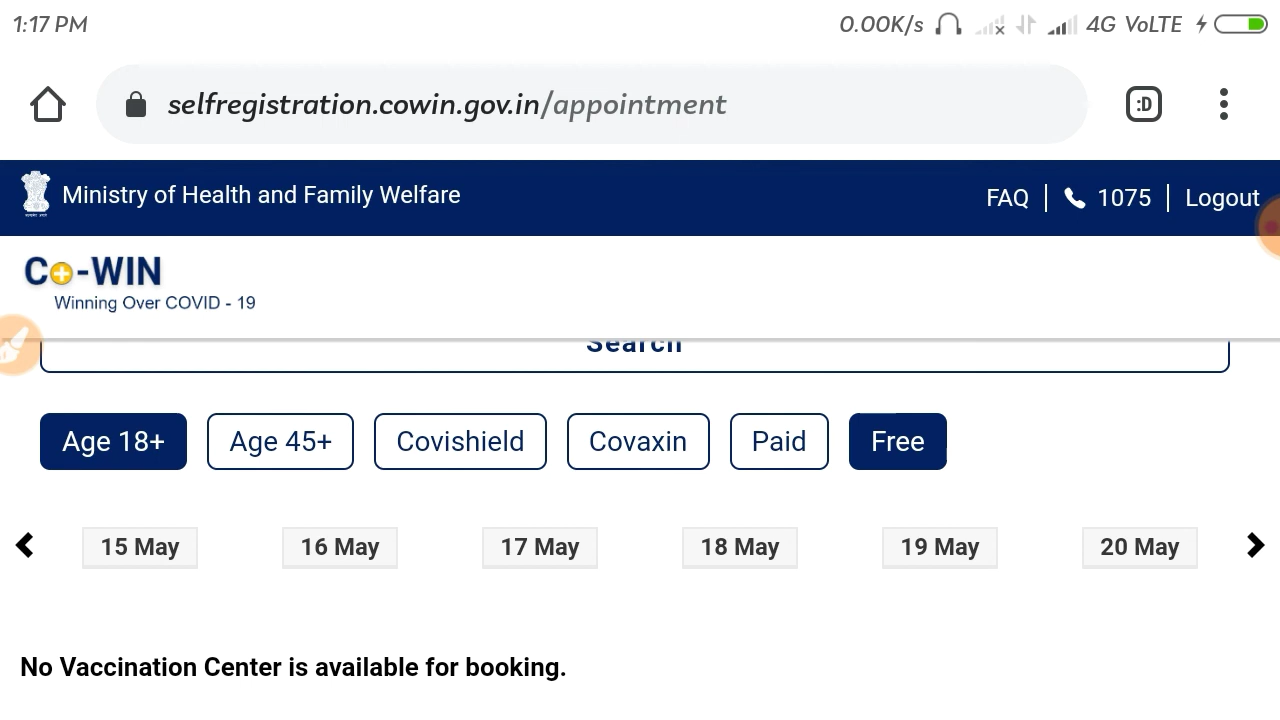 1:17 PM 0.00K/s 4G VoLTE
selfregistration.cowin.gov.in/appointment :D
Ministry of Health and Family Welfare FAQ | 1075 | Logout
CO-WIN
Winning Over COVID - 19
Search
Age 18+ Age 45+ Covishield Covaxin Paid Free
15 May 16 May 17 May 18 May 19 May 20 May
No Vaccination Center is available for booking.